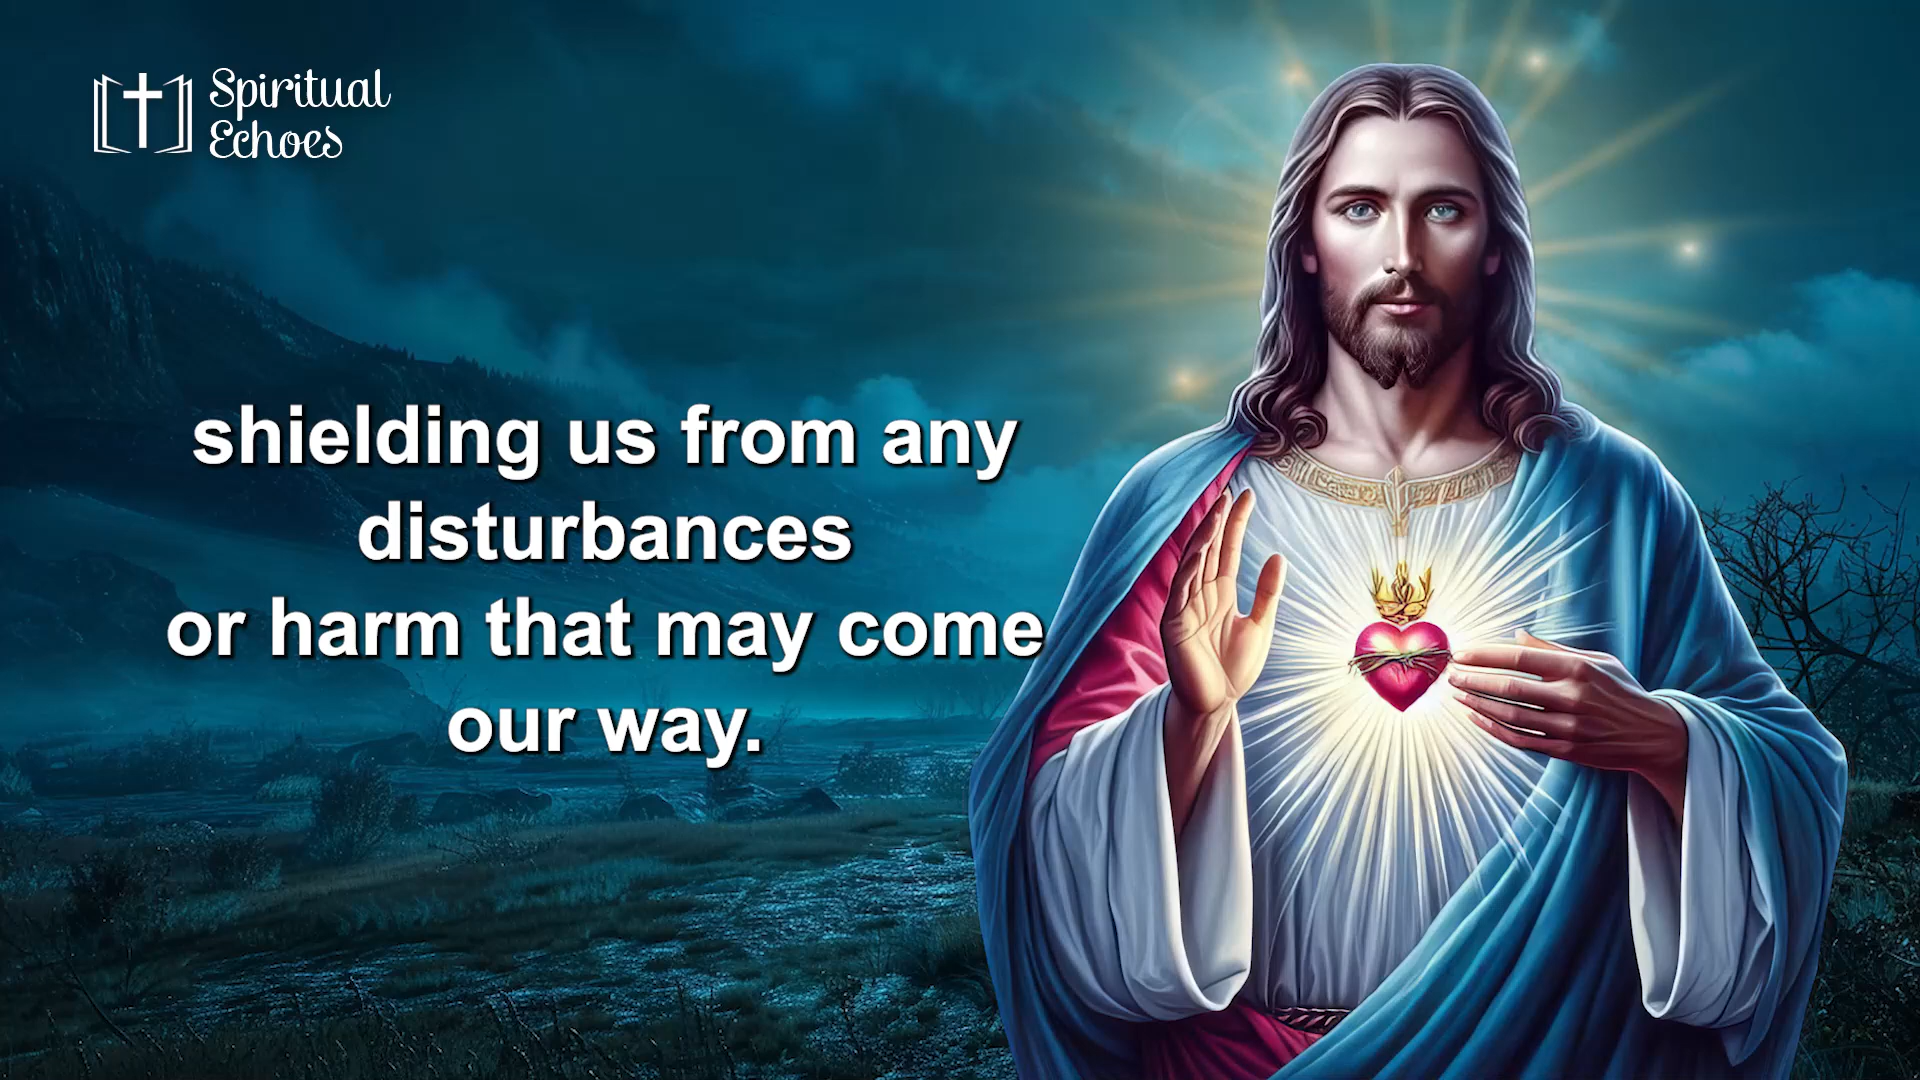 Spiritual
Echoes
shielding us from any
disturbances
or harm that may come
our way.